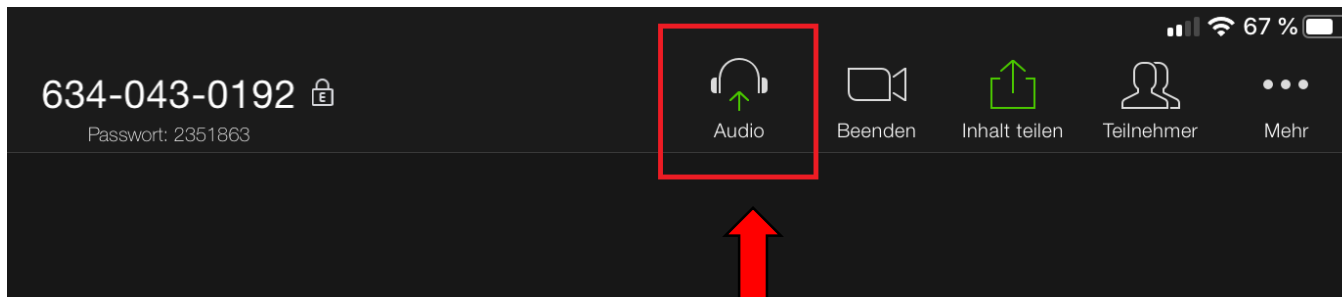 67 %
634-043-0192
Passwort: 2351863
Audio
Beenden
Inhalt teilen
Teilnehmer
Mehr